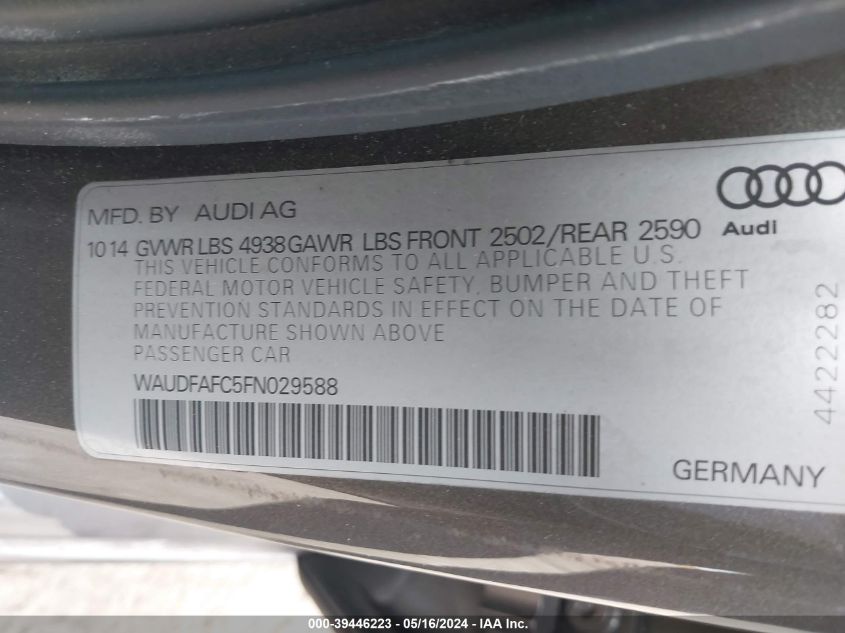 MFD. BY AUDI AG
10 14 GVWR LBS 4938 GAWR LBS FRONT 2502/REAR 2590
THIS VEHICLE CONFORMS TO ALL APPLICABLE U.S.
FEDERAL MOTOR VEHICLE SAFETY, BUMPER AND THEFT
PREVENTION STANDARDS IN EFFECT ON THE DATE OF
MANUFACTURE SHOWN ABOVE
PASSENGER CAR
WAUDFAFC5FN029588
Audi
4422282
GERMANY
000-39446223 - 05/16/2024 - IAA Inc.